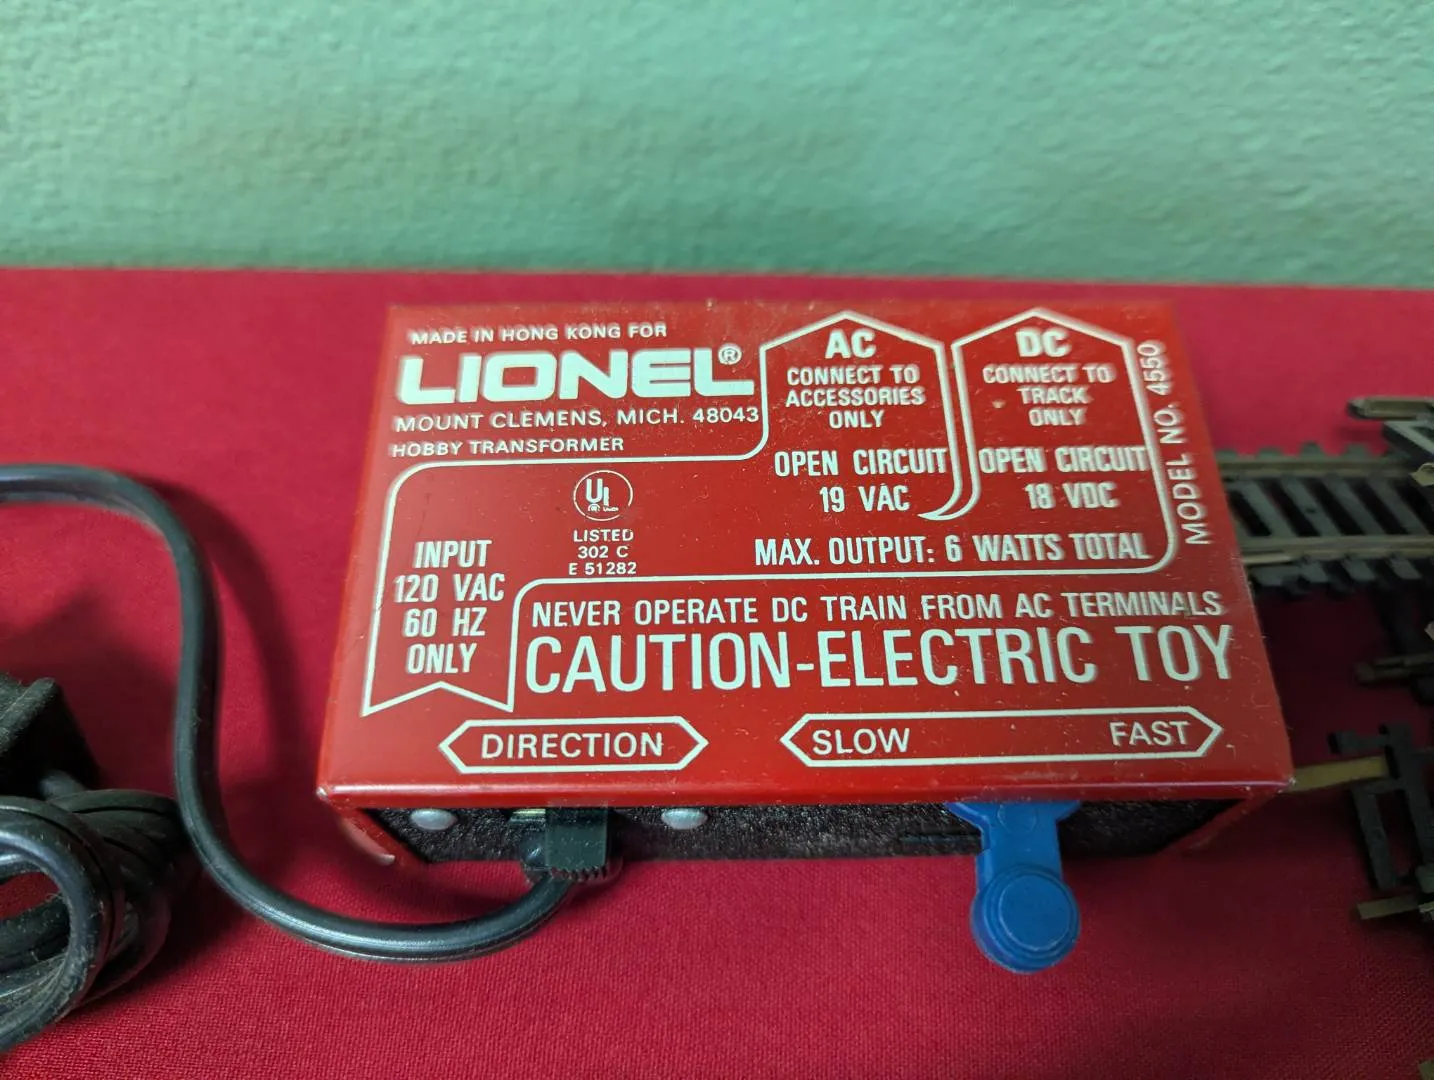 MADE IN HONG KONG FOR
LIONEL®
MOUNT CLEMENS, MICH. 48043
HOBBY TRANSFORMER
AC
CONNECT TO
ACCESSORIES
ONLY
OPEN CIRCUIT
19 VAC
DC
CONNECT TO
TRACK
ONLY
OPEN CIRCUIT
18 VDC
MODEL NO. 4550
MAX. OUTPUT: 6 WATTS TOTAL
UL
LISTED
302 C
E 51282
INPUT
120 VAC
60 HZ
ONLY
NEVER OPERATE DC TRAIN FROM AC TERMINALS
CAUTION-ELECTRIC TOY
DIRECTION
SLOW FAST